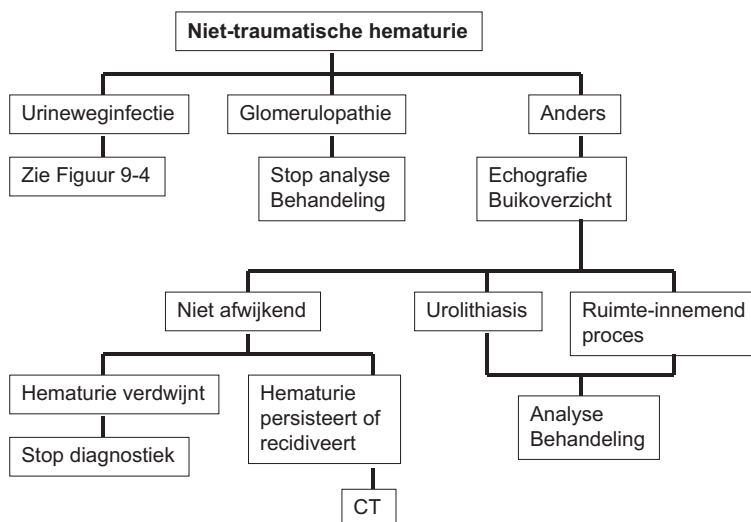 Niet-traumatische hematurie
Urineweginfectie
Glomerulopathie
Anders
Zie Figuur 9-4
Stop analyse
Behandeling
Echografie
Buikoverzicht
Niet afwijkend
Urolithiasis
Ruimte-innemend
proces
Hematurie verdwijnt
Hematurie
persisteert of
recidiveert
Analyse
Behandeling
Stop diagnostiek
CT